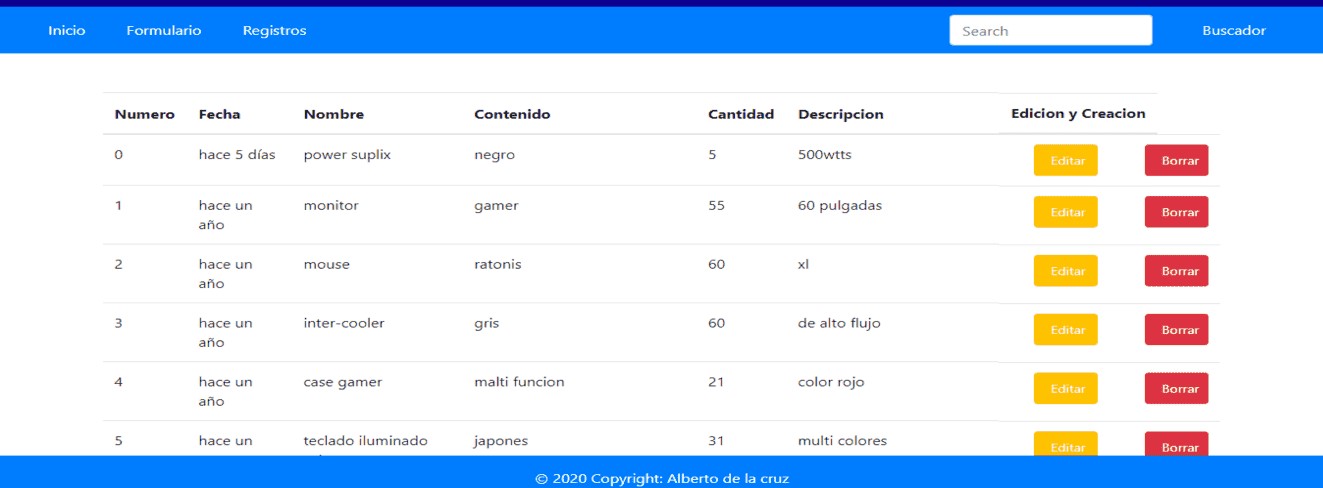 Inicio Formulario Registros Search Buscador
Numero Fecha Nombre Contenido Cantidad Descripcion Edicion y Creacion
0 hace 5 días power suplix negro 5 500wtts Editar Borrar
1 hace un año monitor gamer 55 60 pulgadas Editar Borrar
2 hace un año mouse ratonis 60 xl Editar Borrar
3 hace un año inter-cooler gris 60 de alto flujo Editar Borrar
4 hace un año case gamer malti funcion 21 color rojo Editar Borrar
5 hace un teclado iluminado japones 31 multi colores Editar Borrar
© 2020 Copyright: Alberto de la cruz